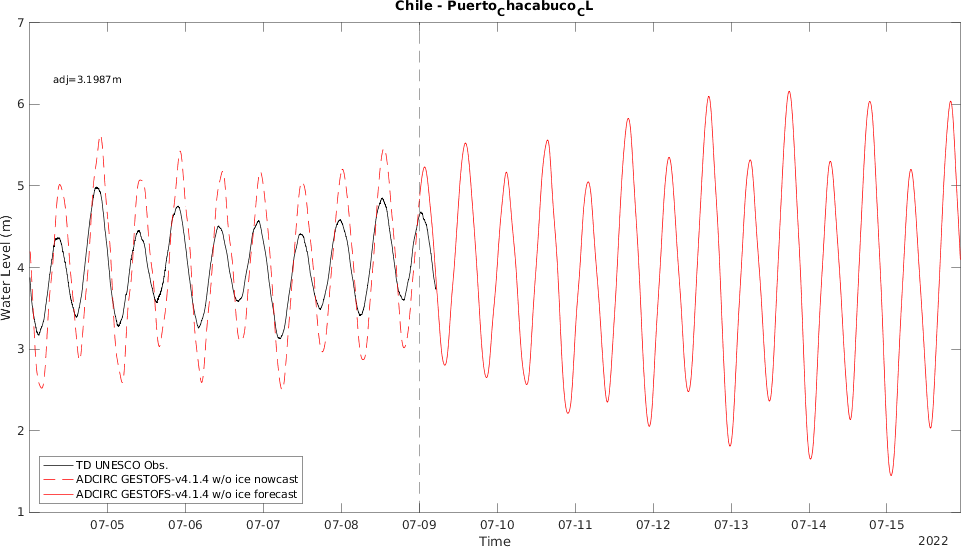 Chile - Puerto_Chacabuco_CL
7
adj=3.1987m
6
5
4
3
2
1
Water Level (m)
TD UNESCO Obs.
ADCIRC GESTOFS-v4.1.4 w/o ice nowcast
ADCIRC GESTOFS-v4.1.4 w/o ice forecast
07-05 07-06 07-07 07-08 07-09 07-10 07-11 07-12 07-13 07-14 07-15
Time
2022